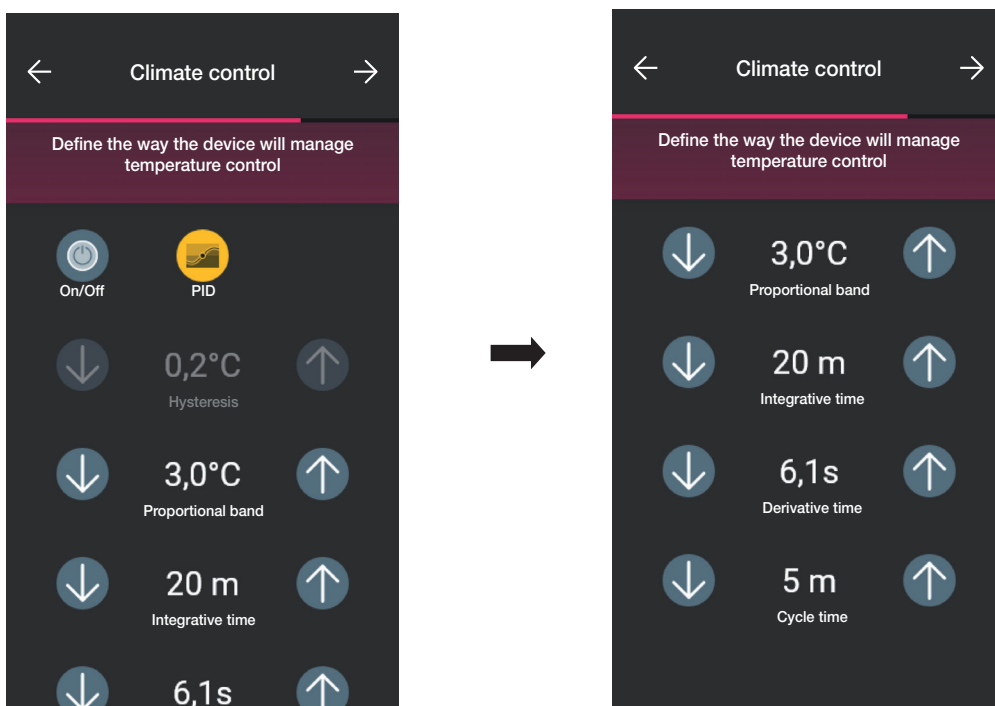 Climate control
Define the way the device will manage
temperature control
On/Off
PID
0,2°C
Hysteresis
3,0°C
Proportional band
20 m
Integrative time
6,1s
Climate control
Define the way the device will manage
temperature control
3,0°C
Proportional band
20 m
Integrative time
6,1s
Derivative time
5 m
Cycle time